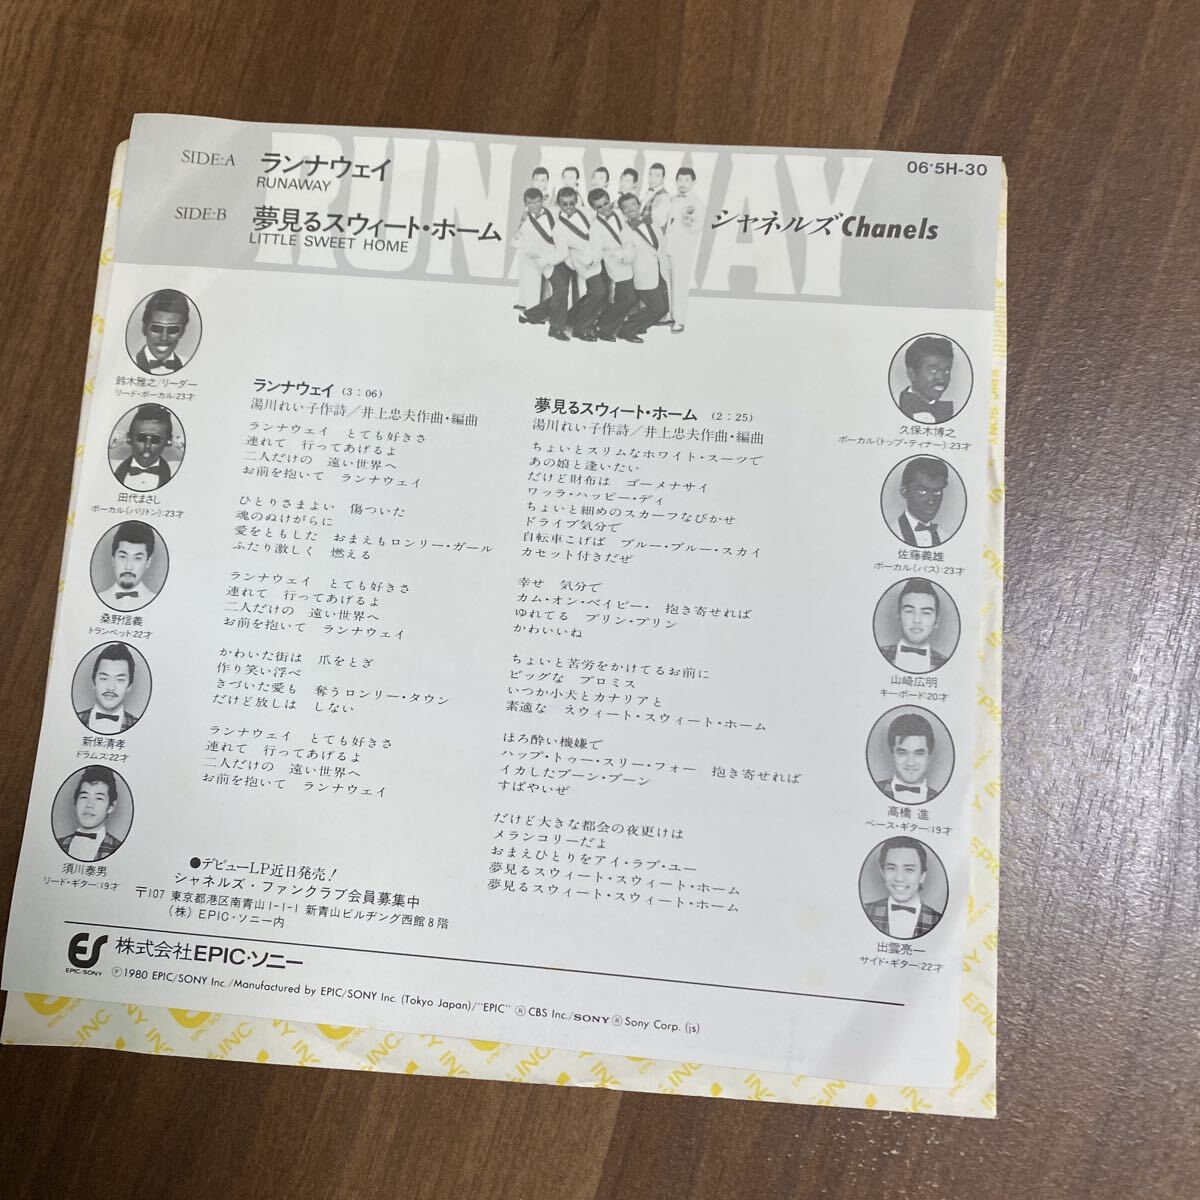 RUNAWAY
SIDE:A ランナウェイ
RUNAWAY
SIDE:B 夢見るスウィート・ホーム
LITTLE SWEET HOME
06・5H-30
シャネルズ Chanels
鈴木雅之/リーダー
リード・ボーカル:23才
田代まさし
ボーカル(バリトン):23才
桑野信義
トランペット:22才
新保清孝
ドラムス:22才
須川泰男
リード・ギター:19才
ランナウェイ (3:06)
湯川れい子作詩/井上忠夫作曲・編曲
ランナウェイ とても好きさ
連れて 行ってあげるよ
二人だけの 遠い世界へ
お前を抱いて ランナウェイ
ひとりさまよい 傷ついた
魂のぬけがらに
愛をともした おまえもロンリー・ガール
ふたり激しく 燃える
ランナウェイ とても好きさ
連れて 行ってあげるよ
二人だけの 遠い世界へ
お前を抱いて ランナウェイ
かわいた街は 爪をとぎ
作り笑い浮べ
きづいた愛も 奪うロンリー・タウン
だけど放しは しない
ランナウェイ とても好きさ
連れて 行ってあげるよ
二人だけの 遠い世界へ
お前を抱いて ランナウェイ
夢見るスウィート・ホーム (2:25)
湯川れい子作詩/井上忠夫作曲・編曲
ちょいとスリムなホワイト・スーツで
あの娘と逢いたい
だけど財布は ゴーメナサイ
ワッラ・ハッピー・ディ
ちょいと細めのスカーフなびかせ
ドライブ気分で
自転車こげば ブルー・ブルー・スカイ
カセット付きだぜ
幸せ 気分で
カム・オン・ベイビー・ 抱き寄せれば
ゆれてる プリン・プリン
かわいいね
ちょいと苦労をかけてるお前に
ビッグな プロミス
いつか小犬とカナリアと
素適な スウィート・スウィート・ホーム
ほろ酔い機嫌で
ハップ・トゥー・スリー・フォー 抱き寄せれば
イカしたブーン・ブーン
すばやいぜ
だけど大きな都会の夜更けは
メランコリーだよ
おまえひとりをアイ・ラブ・ユー
夢見るスウィート・スウィート・ホーム
夢見るスウィート・スウィート・ホーム
久保木博之
ボーカル(トップ・ティナー):23才
佐藤義雄
ボーカル(バス):23才
山崎広明
キーボード:20才
高橋 進
ベース・ギター:19才
出雲亮一
サイド・ギター:22才
●デビューLP近日発売!
シャネルズ・ファンクラブ会員募集中
〒107 東京都港区南青山1-1-1 新青山ビルヂング西館8階
(株)EPIC・ソニー内
EPIC/SONY
株式会社EPIC・ソニー
Ⓟ1980 EPIC/SONY Inc./Manufactured by EPIC/SONY Inc. (Tokyo Japan)/"EPIC" Ⓡ CBS Inc./SONY Ⓡ Sony Corp. (js)